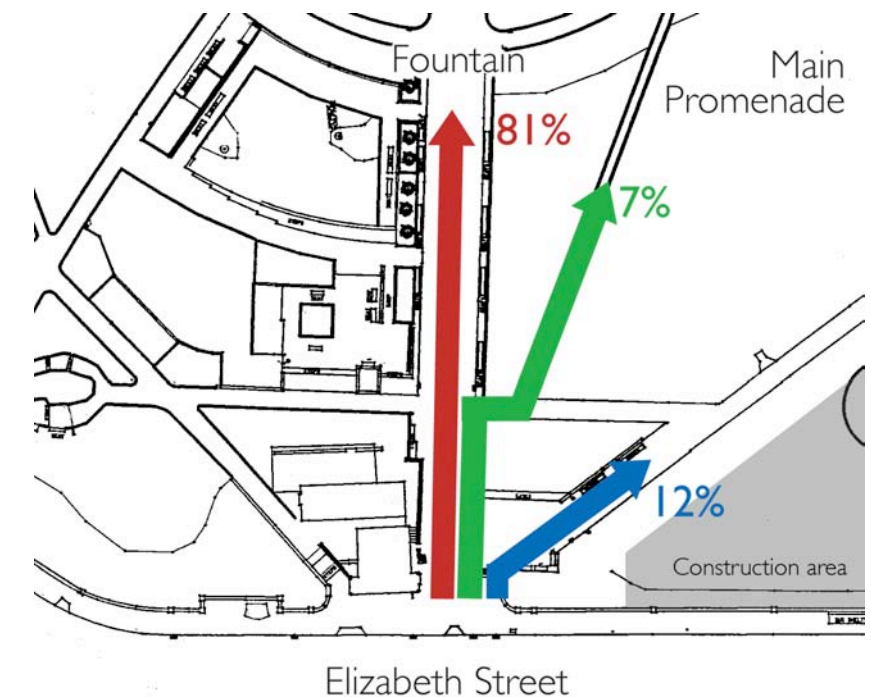 Fountain
Main
Promenade
81%
7%
12%
Construction area
Elizabeth Street